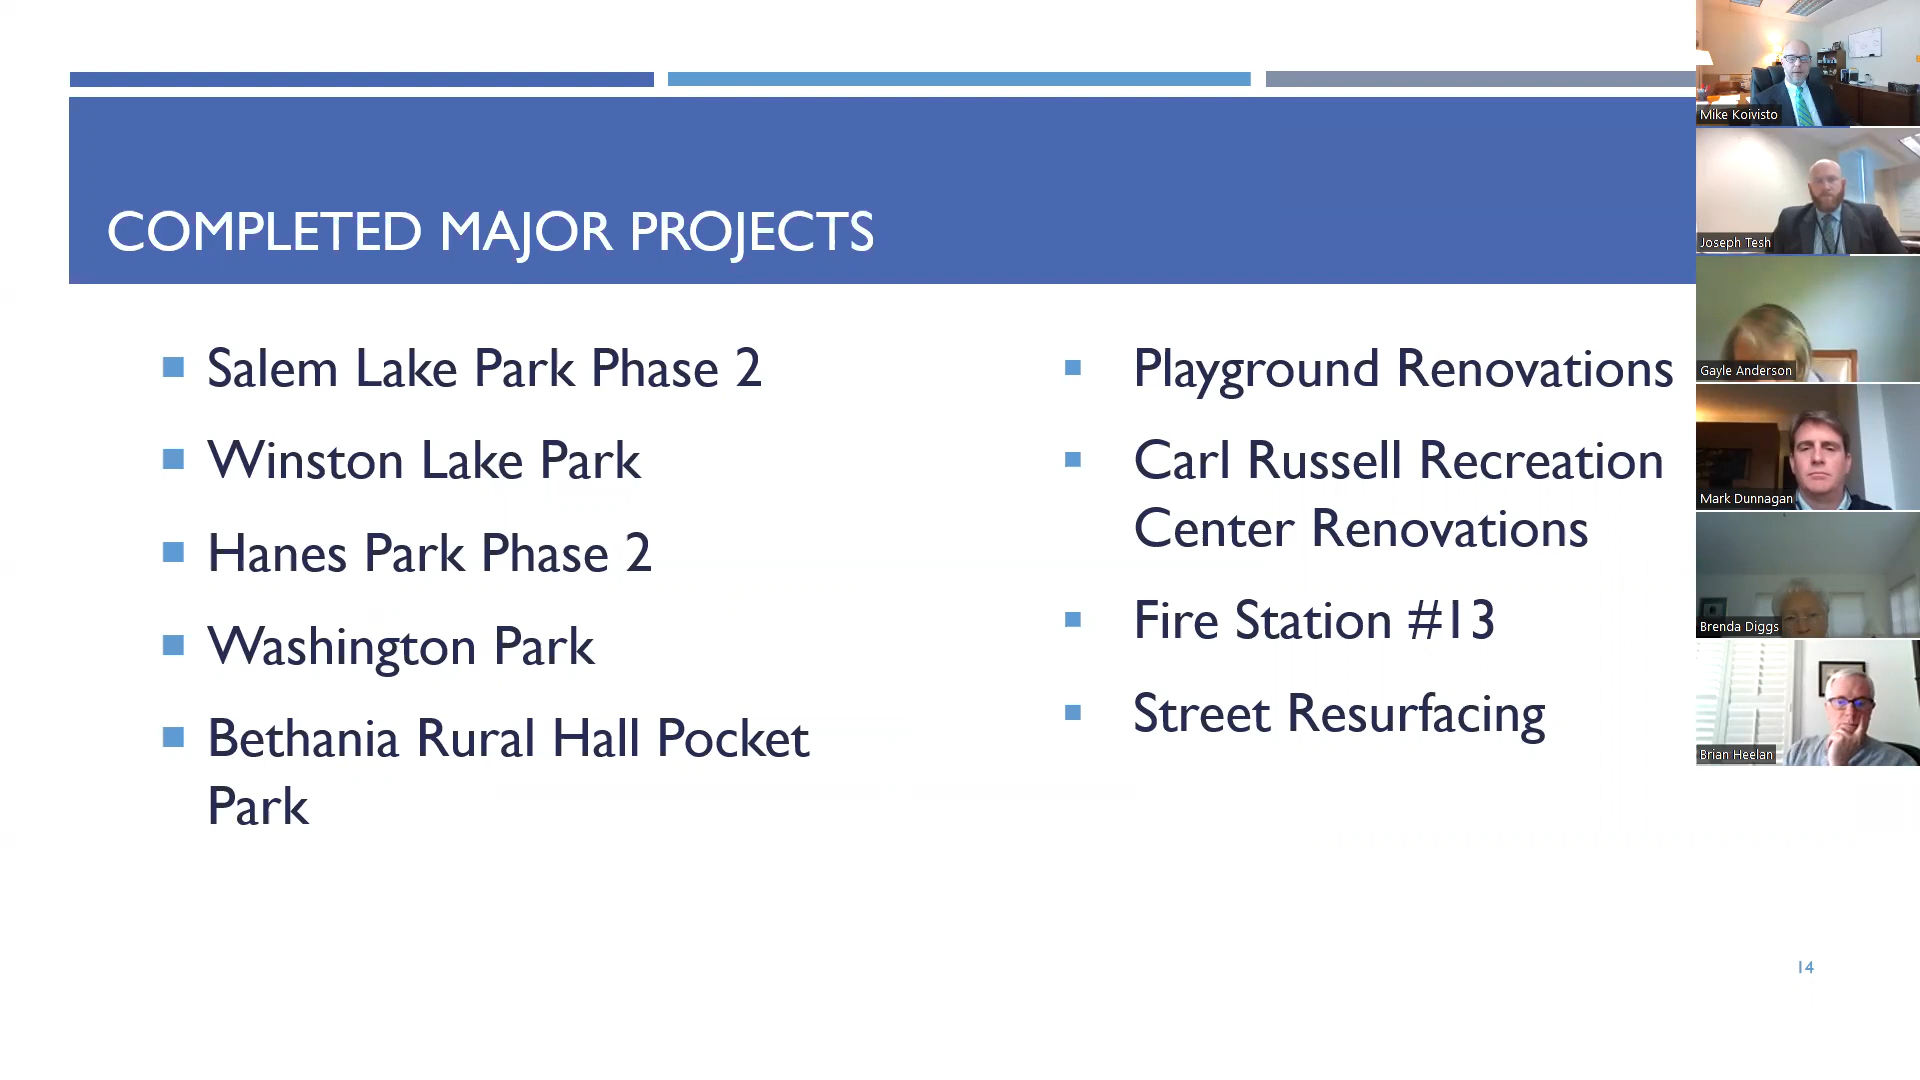 COMPLETED MAJOR PROJECTS
Salem Lake Park Phase 2
Winston Lake Park
Hanes Park Phase 2
Washington Park
Bethania Rural Hall Pocket
Park
Playground Renovations
Carl Russell Recreation
Center Renovations
Fire Station #13
Street Resurfacing
14
Mike Koivisto
Joseph Tesh
Gayle Anderson
Mark Dunnagan
Brenda Diggs
Brian Heelan